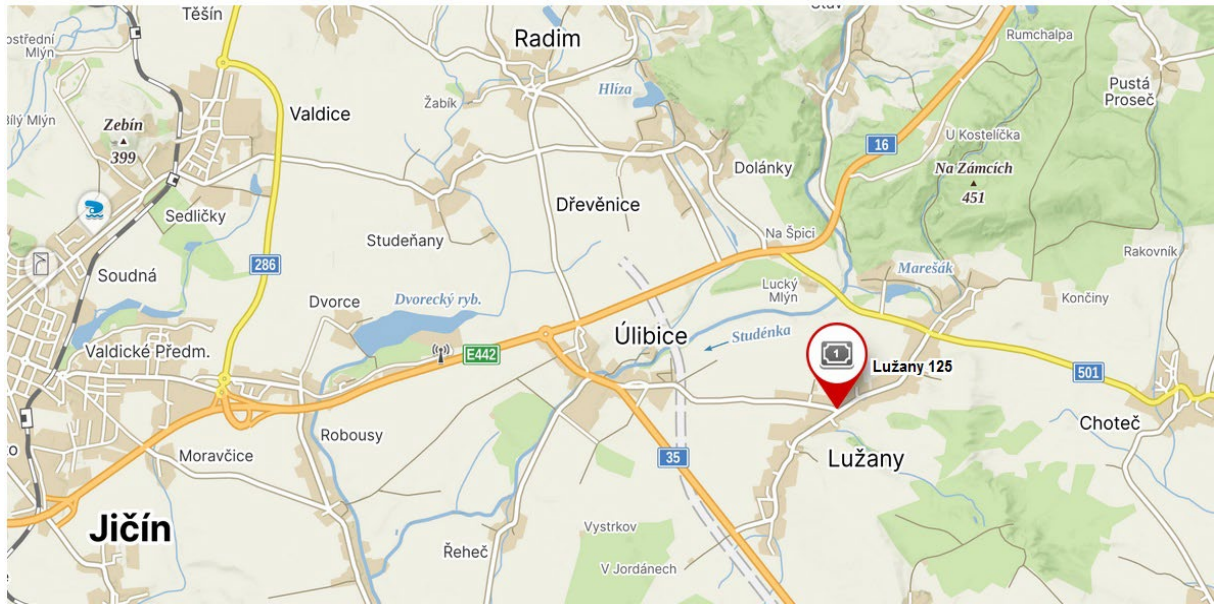 Těšín
Radim
Rumchalpa
Mlýn
Pustá
Proseč
Hlíza
Žabík
Valdice
Zebín
399
Bílý Mlýn
16
U Kostelíčka
Dolánky
Na Zámcích
451
Sedličky
Dřevěnice
Studeňany
Na Špici
Rakovník
286
Soudná
Marešák
Lucký
Mlýn
Končiny
Dvorce
Dvorecký ryb.
Úlibice
Studénka
Valdické Předm.
E442
1
Lužany 125
501
Choteč
Robousy
Moravčice
35
Lužany
Jičín
Vystrkov
Řeheč
V Jordánech